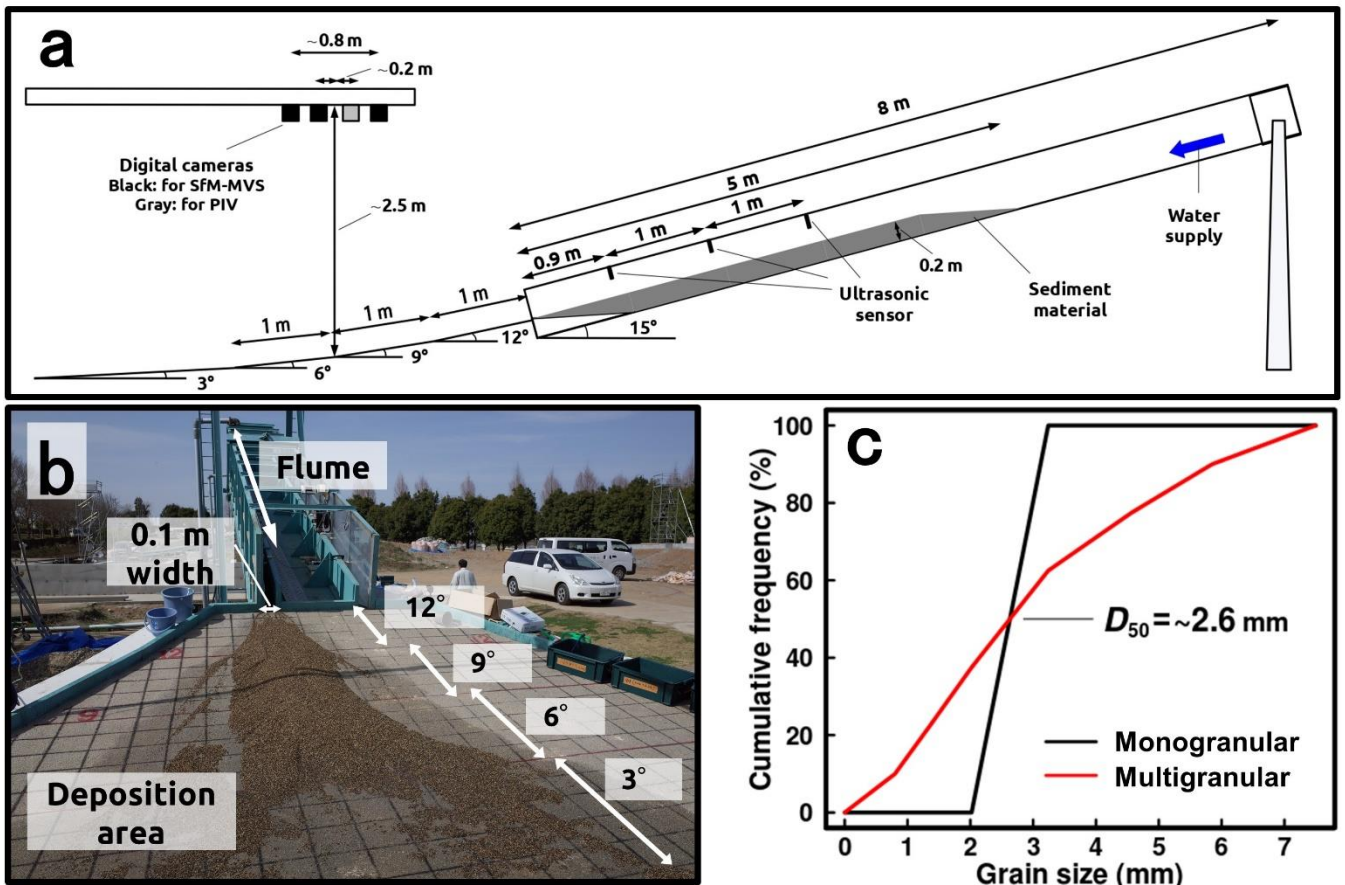 a
~0.8 m
~0.2 m
Digital cameras
Black: for SfM-MVS
Gray: for PIV
~2.5 m
8 m
5 m
1 m
1 m
0.9 m
1 m
1 m
1 m
Water
supply
0.2 m
Ultrasonic
sensor
Sediment
material
15°
12°
9°
6°
3°
b
Flume
0.1 m
width
12°
9°
6°
3°
Deposition
area
c
Cumulative frequency (%)
100
80
60
40
20
0
D50 = ~2.6 mm
Monogranular
Multigranular
0 1 2 3 4 5 6 7
Grain size (mm)